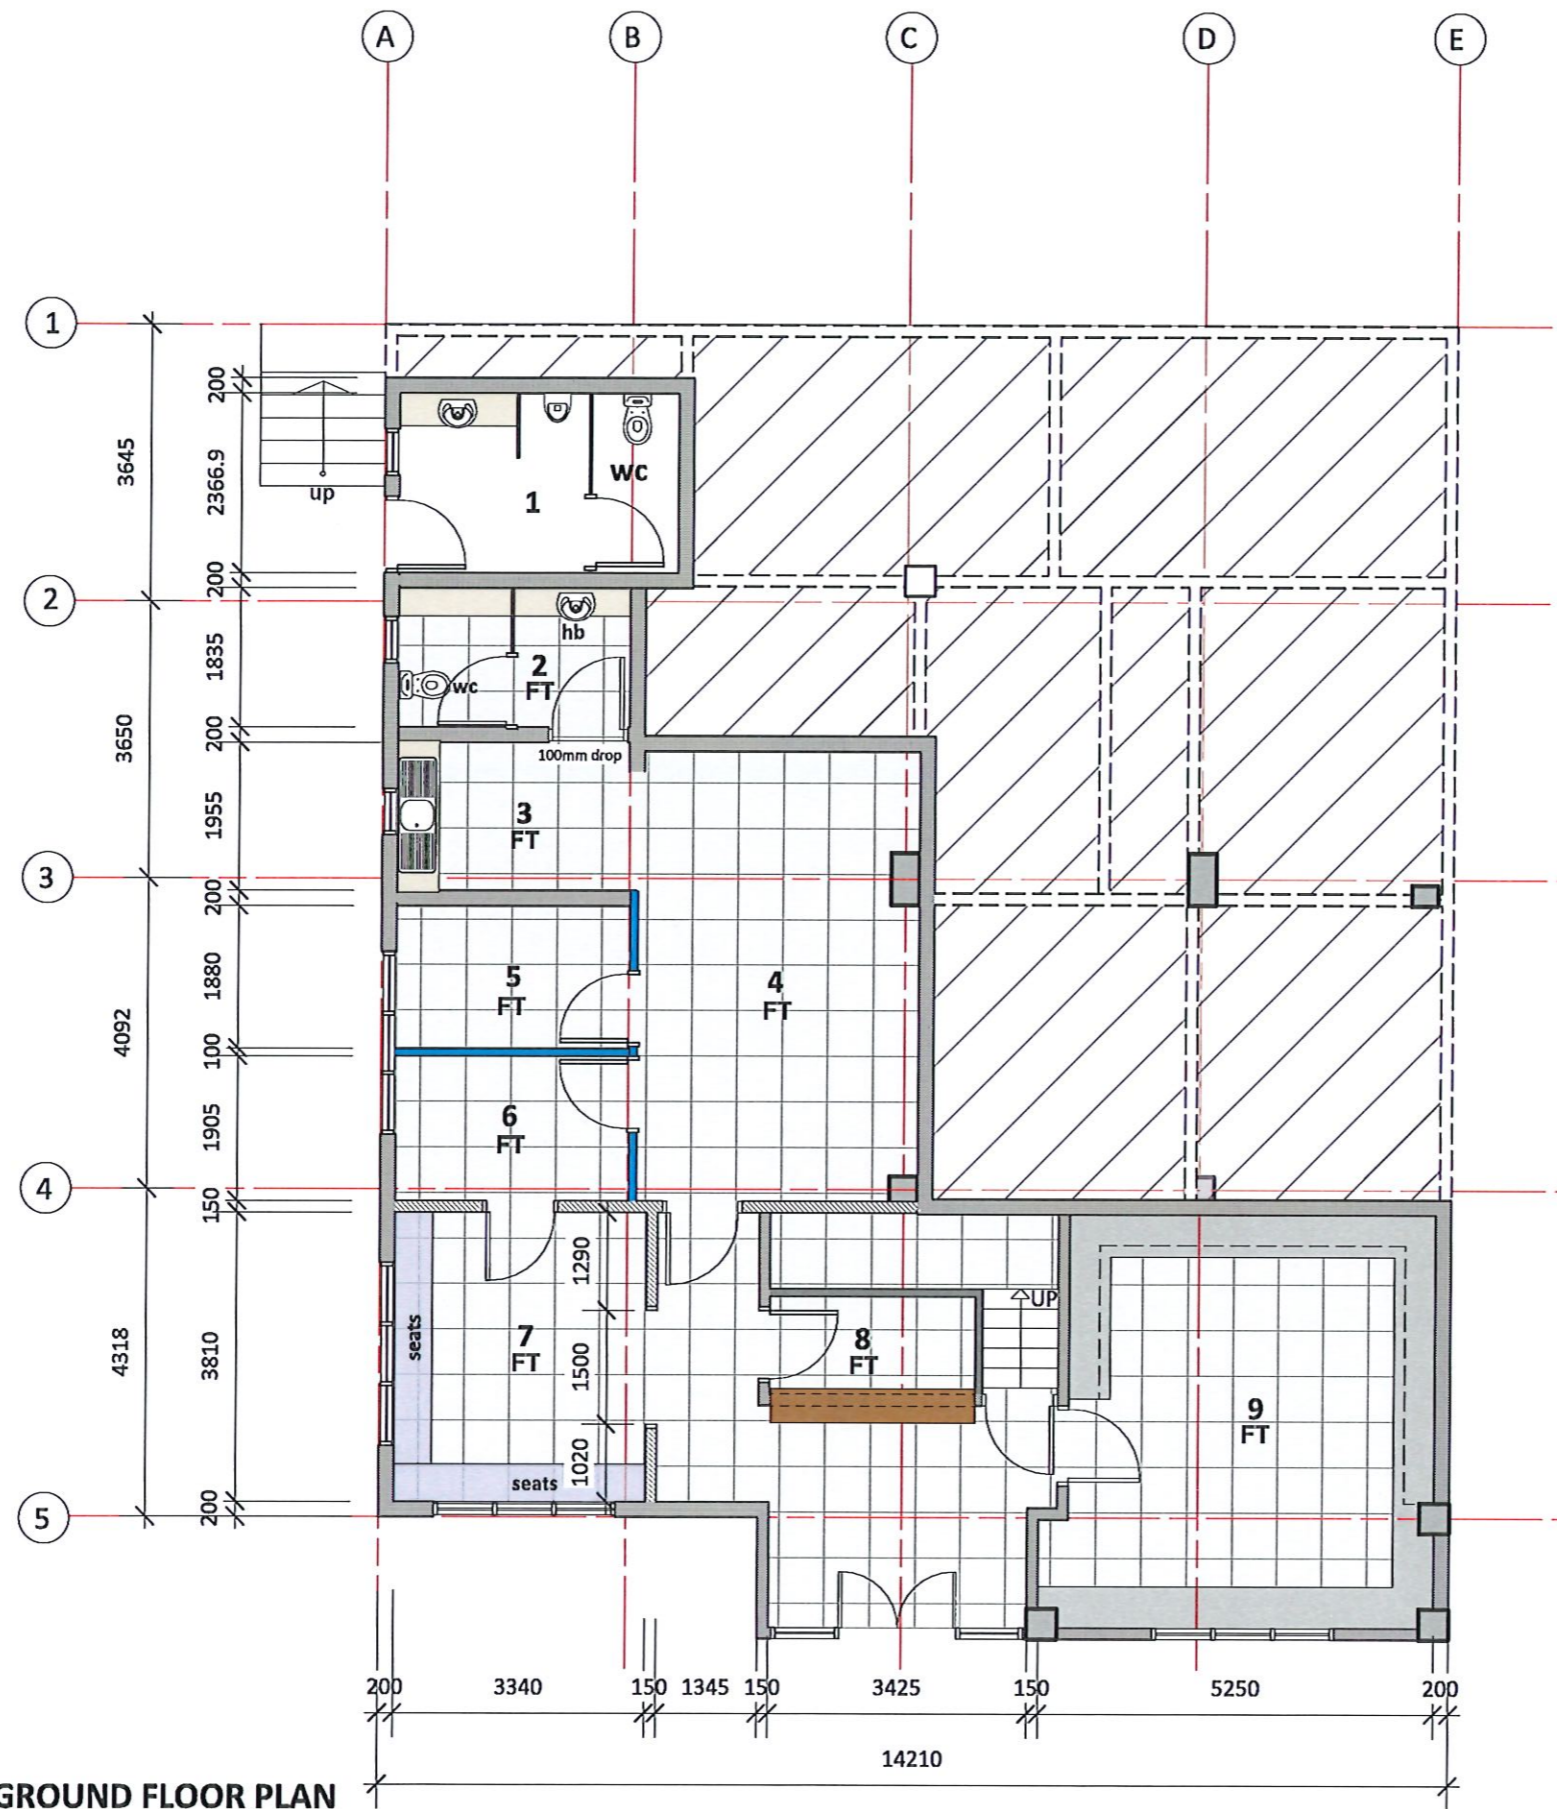 A
B
C
D
E
1
2
3
4
5
3645
3650
4092
4318
200
2366.9
200
1835
200
1955
200
1880
100
1905
150
3810
200
up
1
wc
hb
2
FT
wc
100mm drop
3
FT
4
FT
5
FT
6
FT
7
FT
seats
seats
1290
1500
1020
8
FT
UP
9
FT
200
3340
150
1345
150
3425
150
5250
200
14210
GROUND FLOOR PLAN